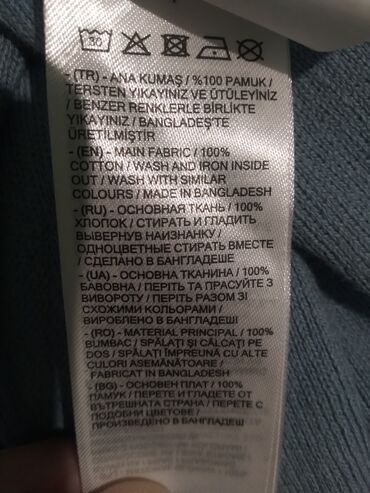 - (TR) - ANA KUMAŞ / %100 PAMUK /
TERSTEN YIKAYINIZ VE ÜTÜLEYİNİZ
/ BENZER RENKLERLE BİRLİKTE
YIKAYINIZ / BANGLADEŞ'TE
ÜRETİLMİŞTİR
- (EN) - MAIN FABRIC / 100%
COTTON / WASH AND IRON INSIDE
OUT / WASH WITH SIMILAR
COLOURS / MADE IN BANGLADESH
- (RU) - ОСНОВНАЯ ТКАНЬ / 100%
ХЛОПОК / СТИРАТЬ И ГЛАДИТЬ
ВЫВЕРНУВ НАИЗНАНКУ /
ОДНОЦВЕТНЫЕ СТИРАТЬ ВМЕСТЕ
/ СДЕЛАНО В БАНГЛАДЕШЕ
- (UA) - ОСНОВНА ТКАНИНА / 100%
БАВОВНА / ПЕРІТЬ ТА ПРАСУЙТЕ З
ВИВОРОТУ / ПЕРІТЬ РАЗОМ ЗІ
СХОЖИМИ КОЛЬОРАМИ /
ВИРОБЛЕНО В БАНГЛАДЕШІ
- (RO) - MATERIAL PRINCIPAL / 100%
BUMBAC / SPĂLAȚI ȘI CĂLCAȚI PE
DOS / SPĂLAȚI ÎMPREUNĂ CU ALTE
CULORI ASEMĂNĂTOARE /
FABRICAT IN BANGLADESH
- (BG) - ОСНОВЕН ПЛАТ / 100%
ПАМУК / ПЕРЕТЕ И ГЛАДЕТЕ ОТ
ВЪТРЕШНАТА СТРАНА / ПЕРЕТЕ С
ПОДОБНИ ЦВЕТОВЕ /
ПРОИЗВЕДЕНО В БАНГЛАДЕШ